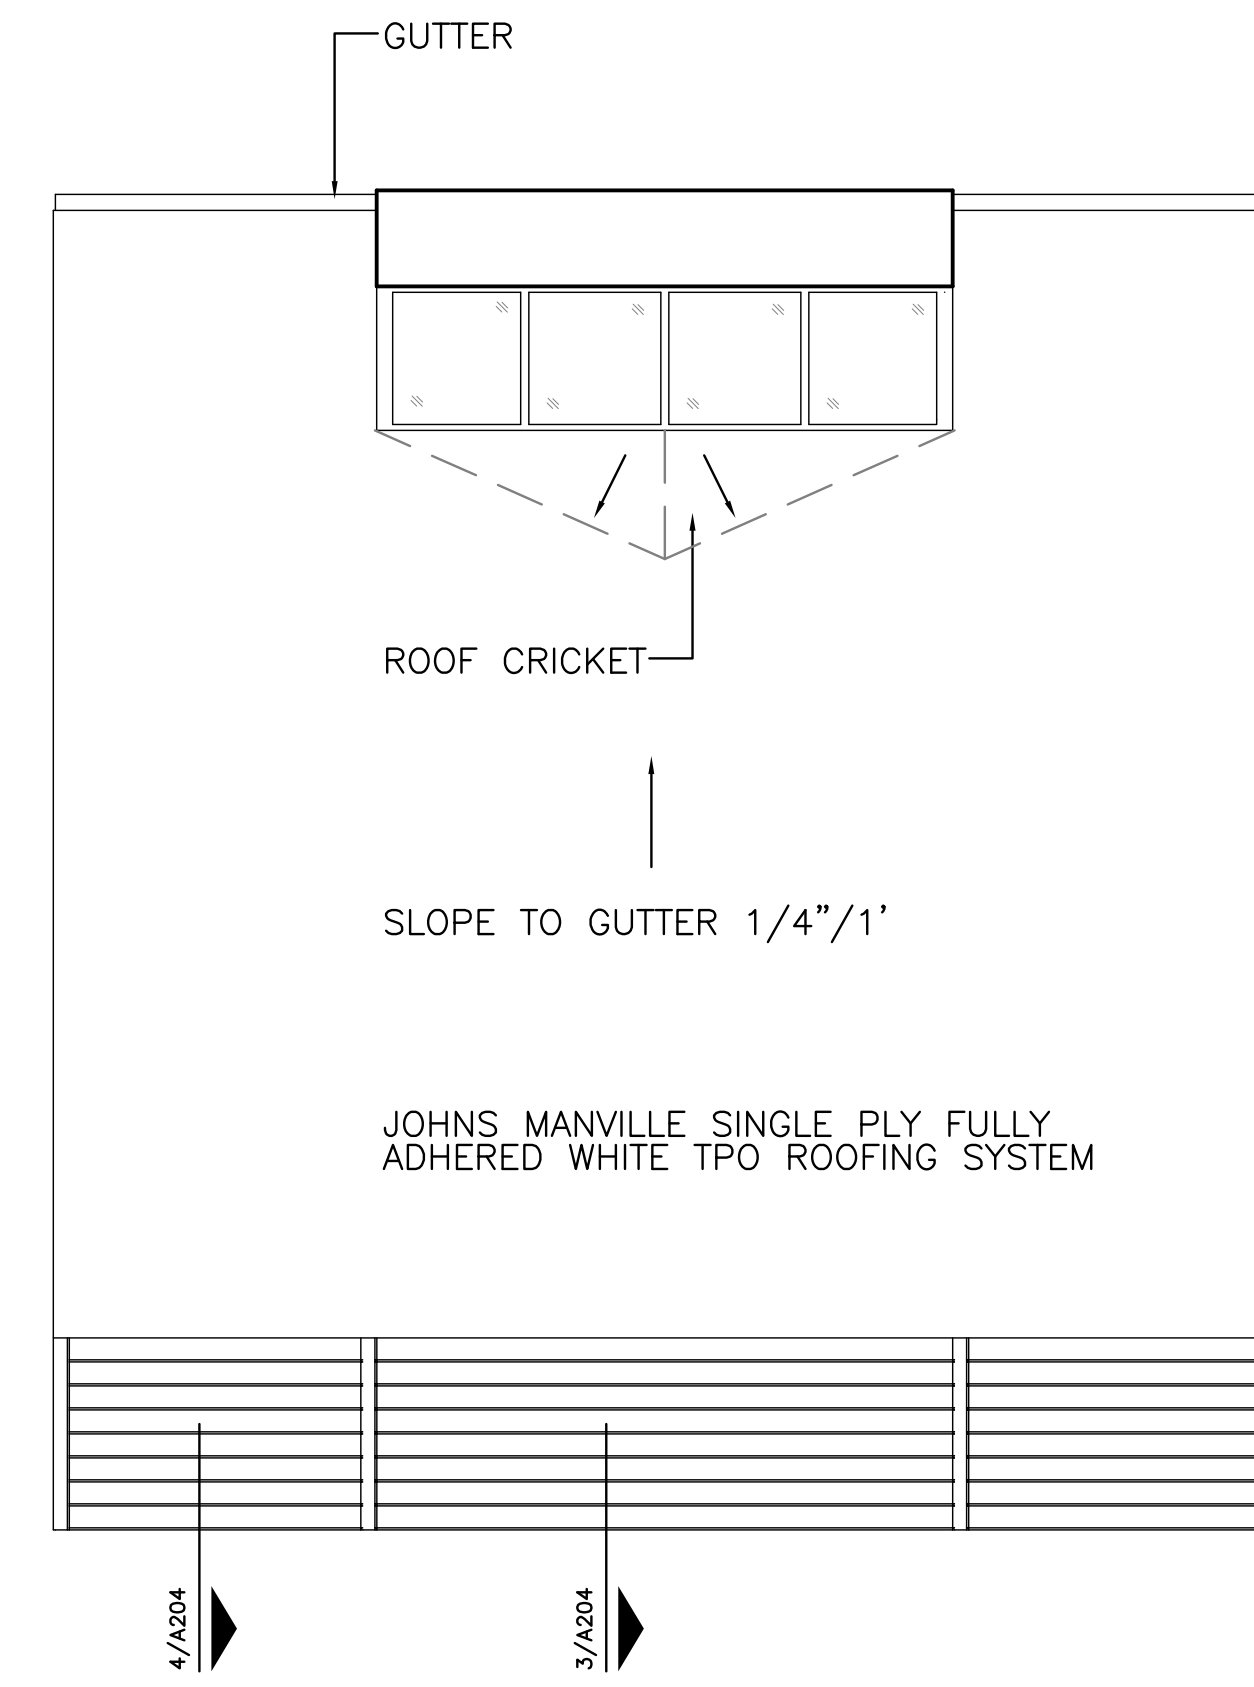 GUTTER
ROOF CRICKET
SLOPE TO GUTTER 1/4”/1’
JOHNS MANVILLE SINGLE PLY FULLY
ADHERED WHITE TPO ROOFING SYSTEM
4/A204
3/A204